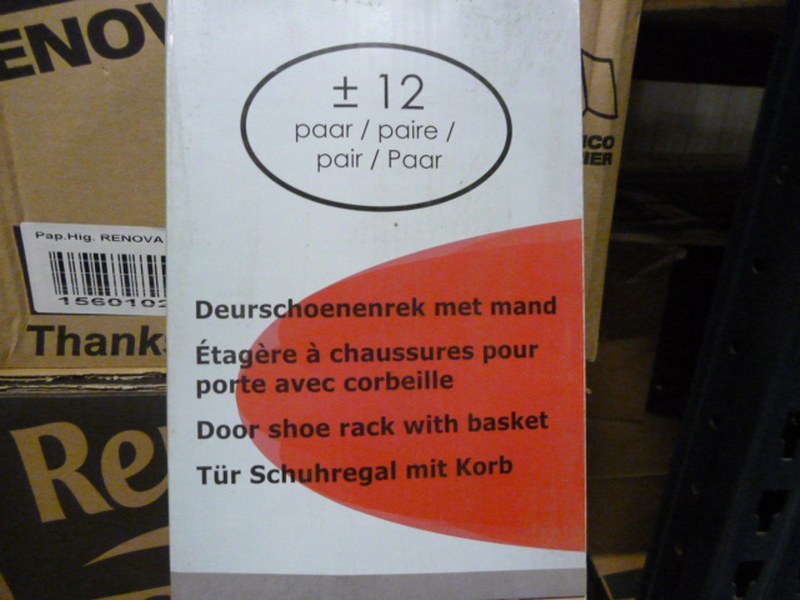 ± 12
paar / paire /
pair / Paar
Deurschoenenrek met mand
Étagère à chaussures pour
porte avec corbeille
Door shoe rack with basket
Tür Schuhregal mit Korb
Pap.Hig. RENOVA
Thanks